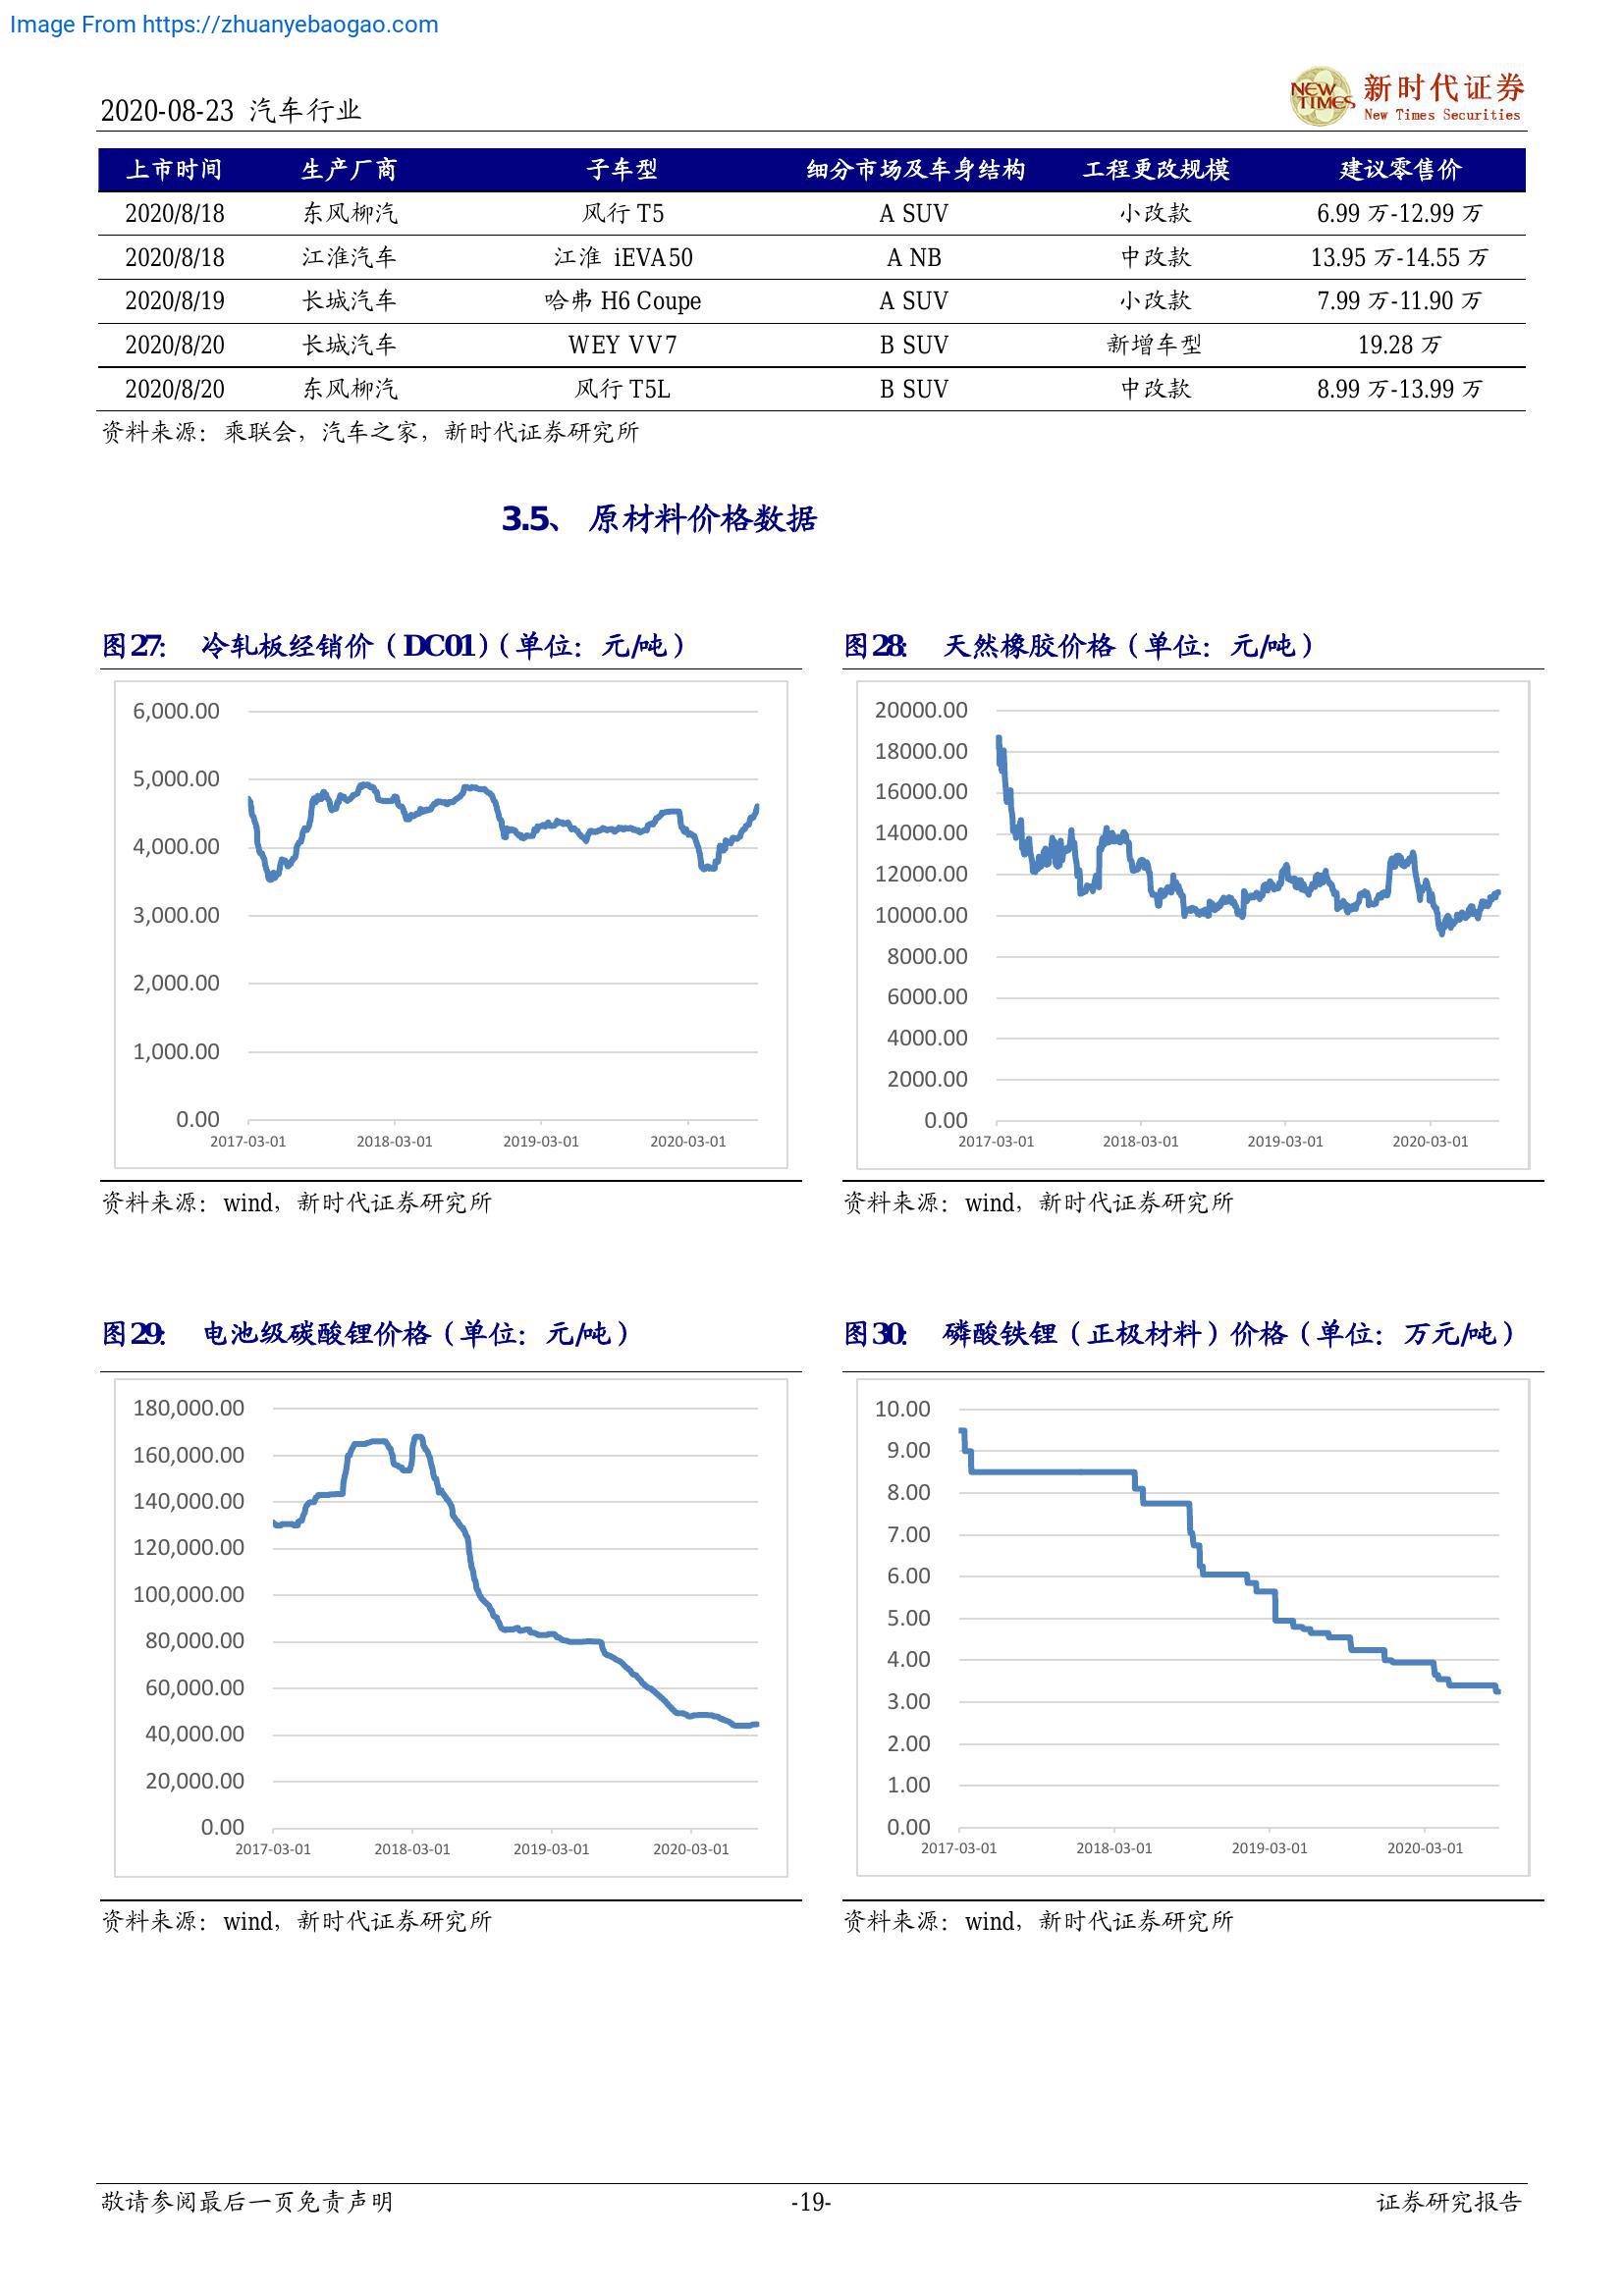 Image From https://zhuanyebaogao.com
2020-08-23 汽车行业
NEW TIMES 新时代证券
New Times Securities
上市时间 生产厂商 子车型 细分市场及车身结构 工程更改规模 建议零售价
2020/8/18 东风柳汽 风行 T5 A SUV 小改款 6.99 万-12.99 万
2020/8/18 江淮汽车 江淮 iEVA50 A NB 中改款 13.95 万-14.55 万
2020/8/19 长城汽车 哈弗 H6 Coupe A SUV 小改款 7.99 万-11.90 万
2020/8/20 长城汽车 WEY VV7 B SUV 新增车型 19.28 万
2020/8/20 东风柳汽 风行 T5L B SUV 中改款 8.99 万-13.99 万
资料来源：乘联会，汽车之家，新时代证券研究所
3.5、 原材料价格数据
图27： 冷轧板经销价（DC01）（单位：元/吨）
6,000.00
5,000.00
4,000.00
3,000.00
2,000.00
1,000.00
0.00
2017-03-01 2018-03-01 2019-03-01 2020-03-01
资料来源：wind，新时代证券研究所
图28： 天然橡胶价格（单位：元/吨）
20000.00
18000.00
16000.00
14000.00
12000.00
10000.00
8000.00
6000.00
4000.00
2000.00
0.00
2017-03-01 2018-03-01 2019-03-01 2020-03-01
资料来源：wind，新时代证券研究所
图29： 电池级碳酸锂价格（单位：元/吨）
180,000.00
160,000.00
140,000.00
120,000.00
100,000.00
80,000.00
60,000.00
40,000.00
20,000.00
0.00
2017-03-01 2018-03-01 2019-03-01 2020-03-01
资料来源：wind，新时代证券研究所
图30： 磷酸铁锂（正极材料）价格（单位：万元/吨）
10.00
9.00
8.00
7.00
6.00
5.00
4.00
3.00
2.00
1.00
0.00
2017-03-01 2018-03-01 2019-03-01 2020-03-01
资料来源：wind，新时代证券研究所
敬请参阅最后一页免责声明 -19- 证券研究报告